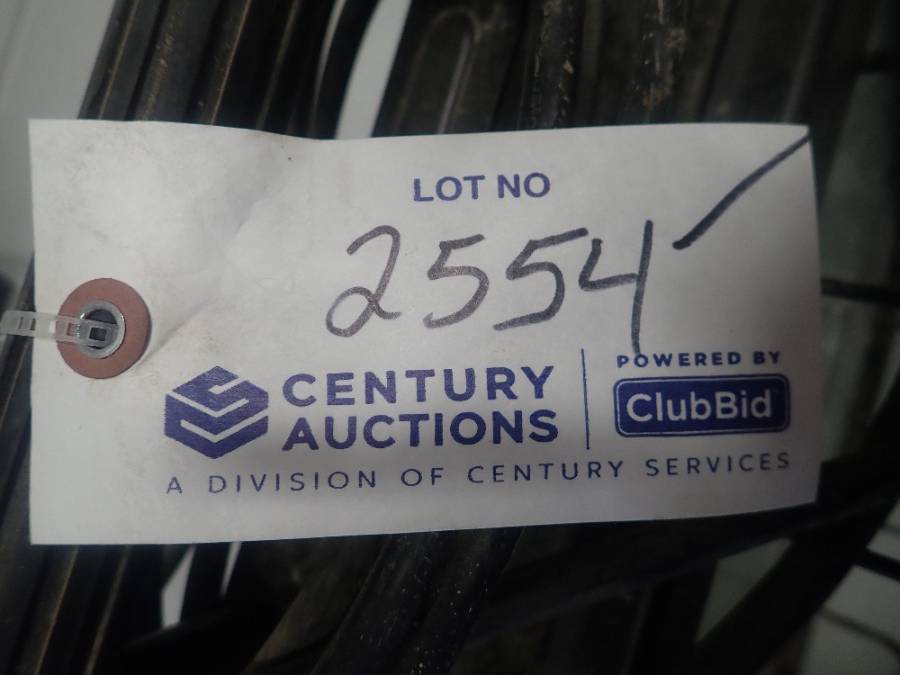 LOT NO
2554
CENTURY
AUCTIONS
POWERED BY
ClubBid
A DIVISION OF CENTURY SERVICES